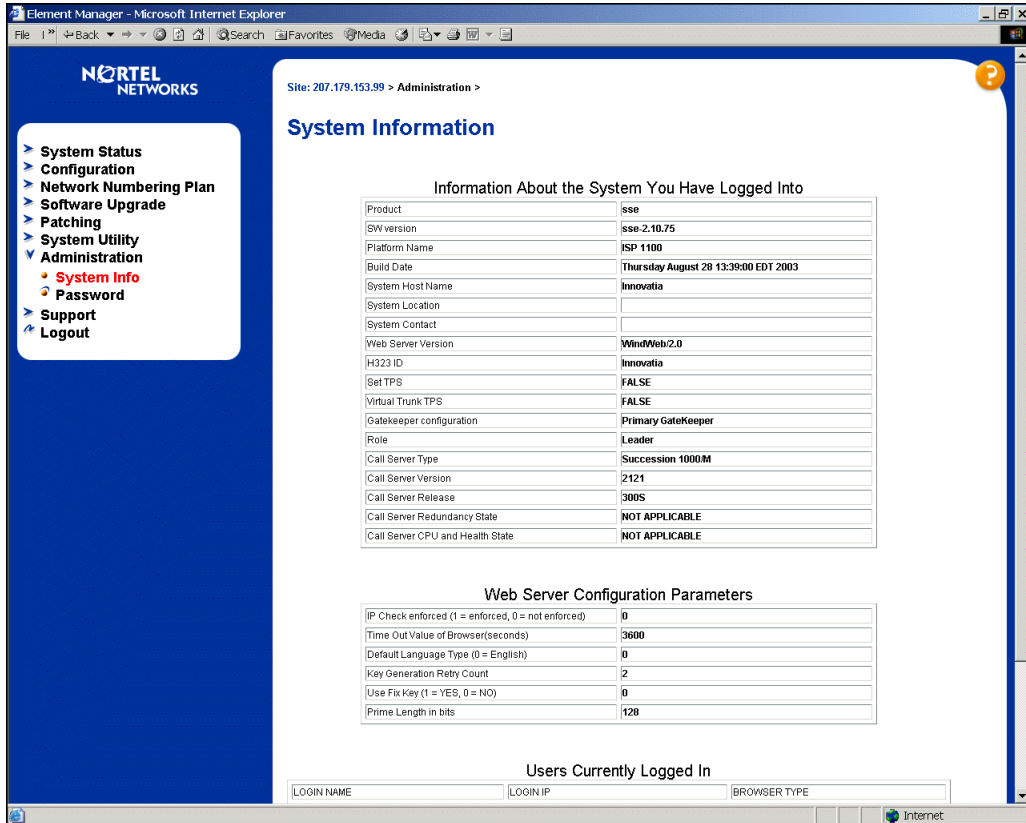 Element Manager - Microsoft Internet Explorer
File Back Search Favorites Media
NORTEL
NETWORKS
Site: 207.179.153.99 > Administration >
?
System Information
System Status
Configuration
Network Numbering Plan
Software Upgrade
Patching
System Utility
Administration
System Info
Password
Support
Logout
Information About the System You Have Logged Into
Product sse
SW version sse-2.10.75
Platform Name ISP 1100
Build Date Thursday August 28 13:39:00 EDT 2003
System Host Name Innovatia
System Location
System Contact
Web Server Version WindWeb/2.0
H323 ID Innovatia
Set TPS FALSE
Virtual Trunk TPS FALSE
Gatekeeper configuration Primary GateKeeper
Role Leader
Call Server Type Succession 1000/M
Call Server Version 2121
Call Server Release 300S
Call Server Redundancy State NOT APPLICABLE
Call Server CPU and Health State NOT APPLICABLE
Web Server Configuration Parameters
IP Check enforced (1 = enforced, 0 = not enforced) 0
Time Out Value of Browser(seconds) 3600
Default Language Type (0 = English) 0
Key Generation Retry Count 2
Use Fix Key (1 = YES, 0 = NO) 0
Prime Length in bits 128
Users Currently Logged In
LOGIN NAME LOGIN IP BROWSER TYPE
Internet